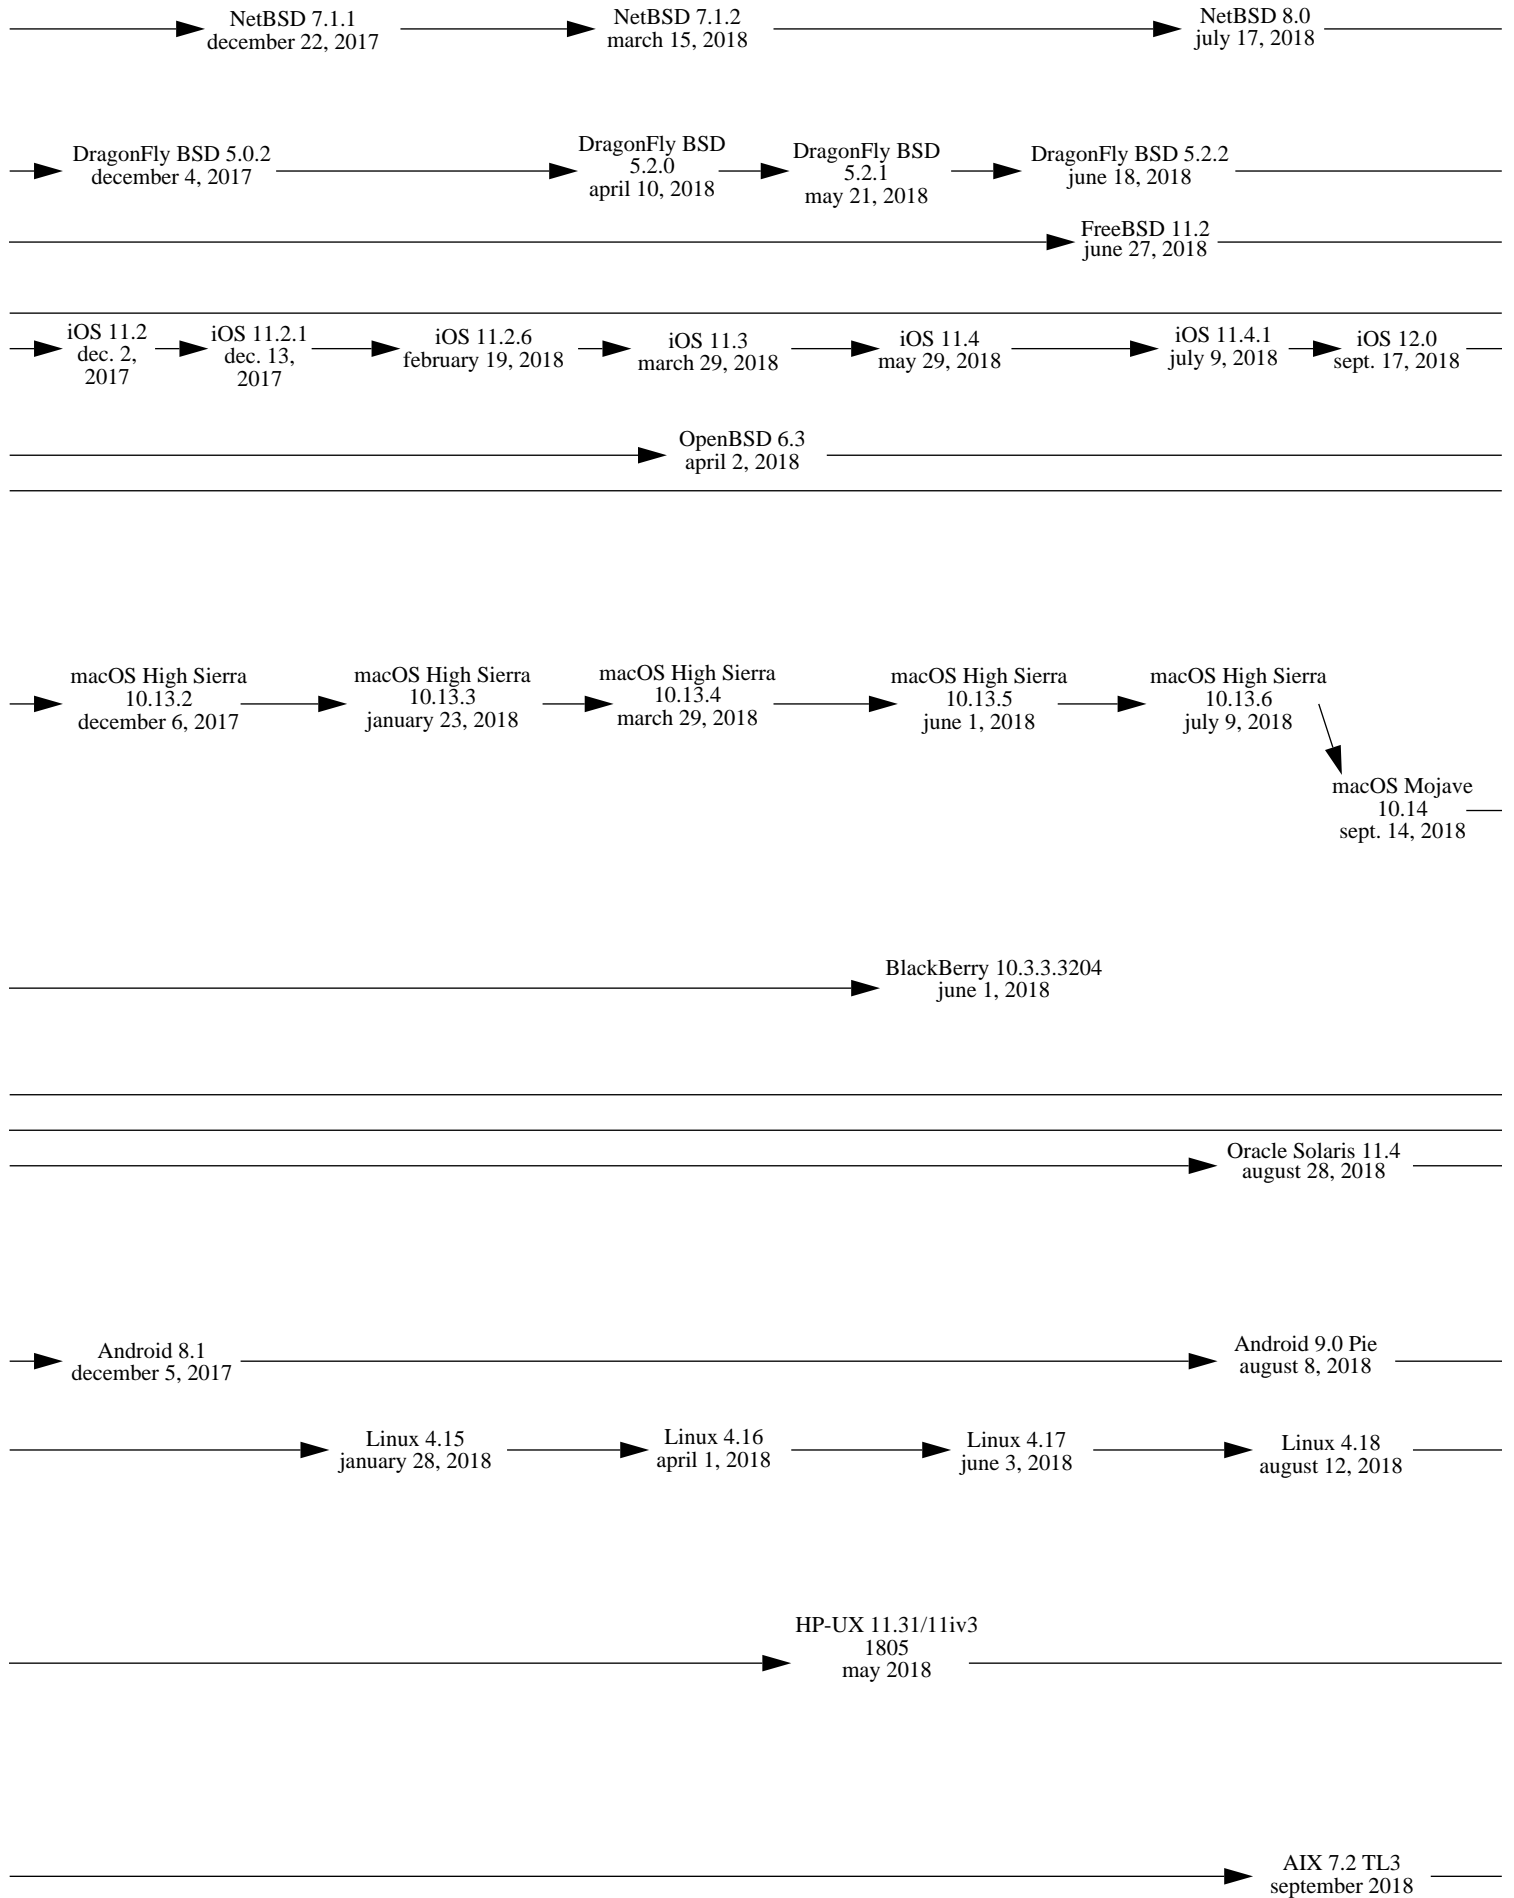 NetBSD 7.1.1
december 22, 2017
NetBSD 7.1.2
march 15, 2018
NetBSD 8.0
july 17, 2018
DragonFly BSD 5.0.2
december 4, 2017
DragonFly BSD
5.2.0
april 10, 2018
DragonFly BSD
5.2.1
may 21, 2018
DragonFly BSD 5.2.2
june 18, 2018
FreeBSD 11.2
june 27, 2018
iOS 11.2
dec. 2,
2017
iOS 11.2.1
dec. 13,
2017
iOS 11.2.6
february 19, 2018
iOS 11.3
march 29, 2018
iOS 11.4
may 29, 2018
iOS 11.4.1
july 9, 2018
iOS 12.0
sept. 17, 2018
OpenBSD 6.3
april 2, 2018
macOS High Sierra
10.13.2
december 6, 2017
macOS High Sierra
10.13.3
january 23, 2018
macOS High Sierra
10.13.4
march 29, 2018
macOS High Sierra
10.13.5
june 1, 2018
macOS High Sierra
10.13.6
july 9, 2018
macOS Mojave
10.14
sept. 14, 2018
BlackBerry 10.3.3.3204
june 1, 2018
Oracle Solaris 11.4
august 28, 2018
Android 8.1
december 5, 2017
Android 9.0 Pie
august 8, 2018
Linux 4.15
january 28, 2018
Linux 4.16
april 1, 2018
Linux 4.17
june 3, 2018
Linux 4.18
august 12, 2018
HP-UX 11.31/11iv3
1805
may 2018
AIX 7.2 TL3
september 2018